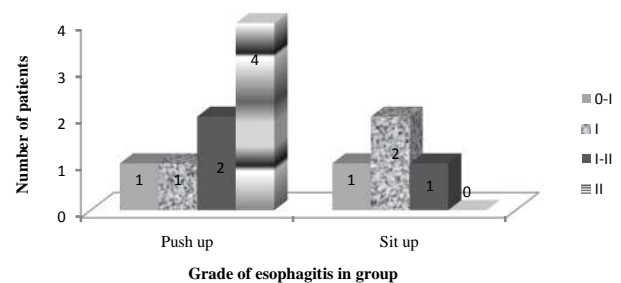 Number of patients
4
3
2
1
0
1
1
2
4
1
2
1
0
Push up
Sit up
Grade of esophagitis in group
0-I
I
I-II
II